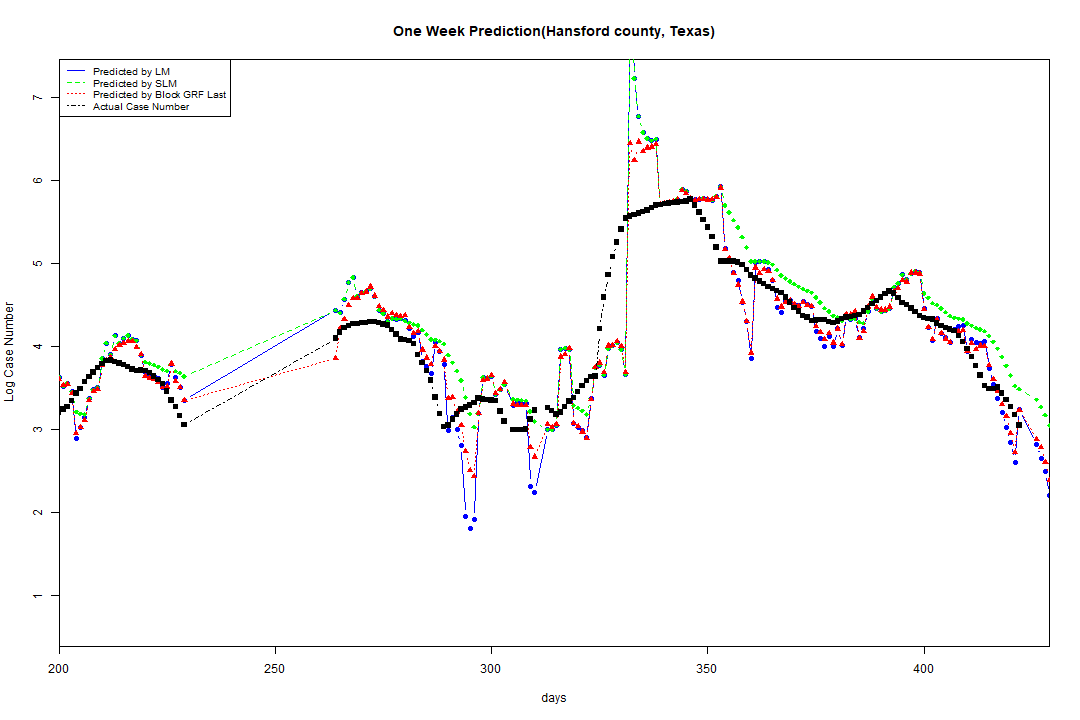 One Week Prediction(Hansford county, Texas)
Predicted by LM
Predicted by SLM
Predicted by Block GRF Last
Actual Case Number
7
6
5
4
3
2
1
Log Case Number
200 250 300 350 400
days